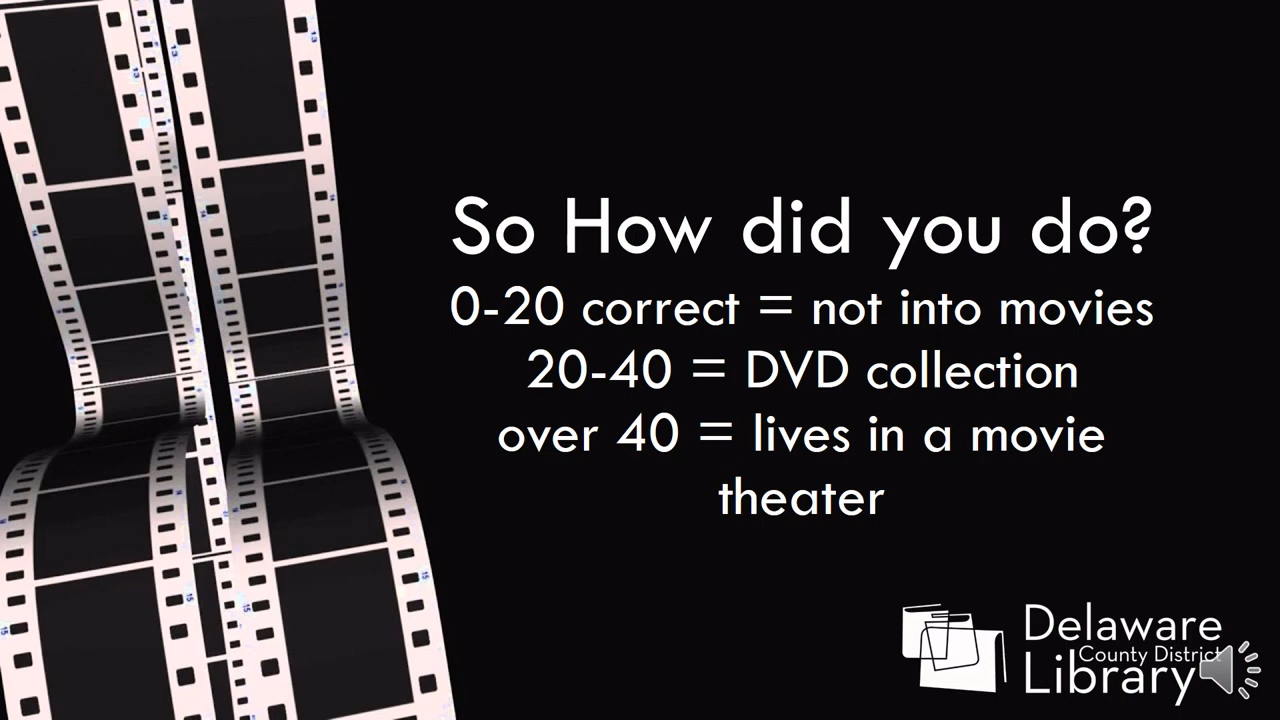 So How did you do?
0-20 correct = not into movies
20-40 = DVD collection
over 40 = lives in a movie
theater
Delaware
County District
Library